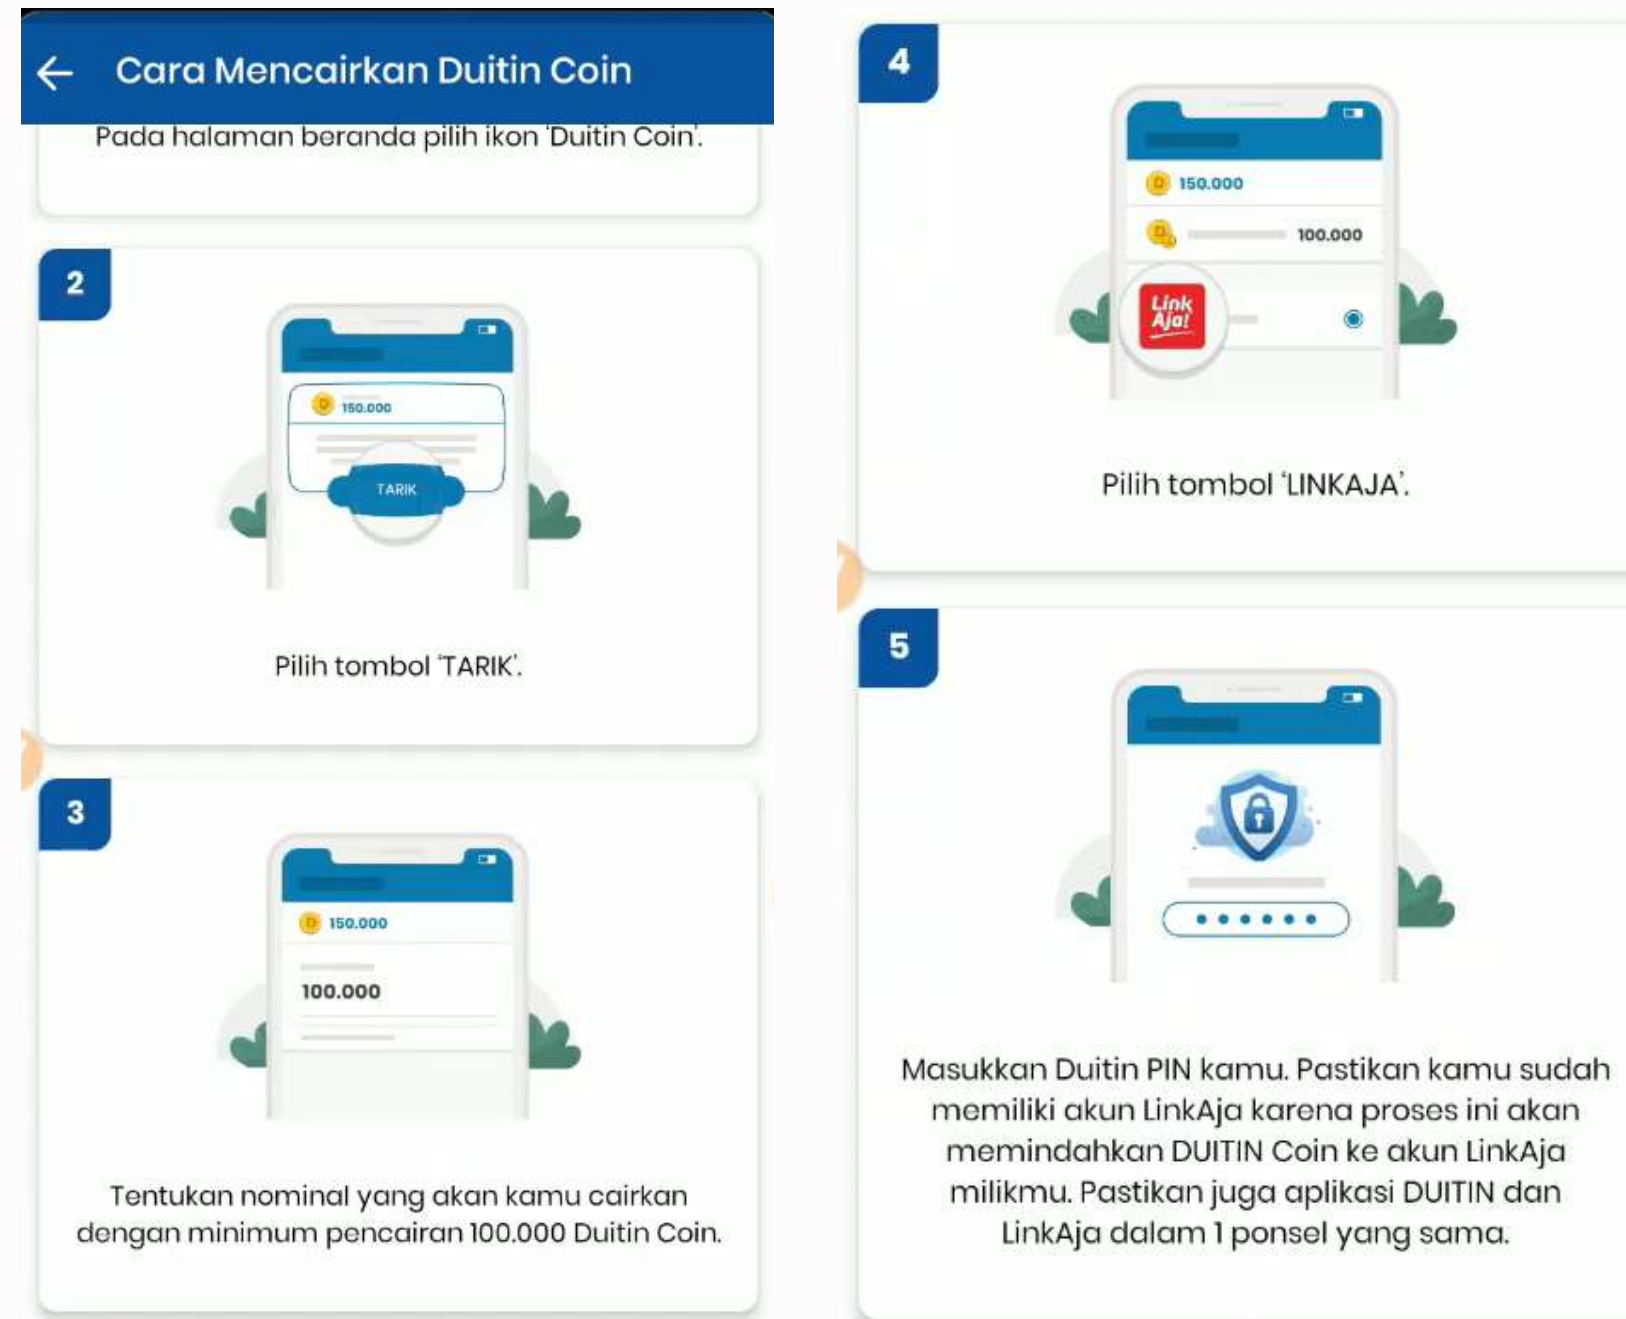 Cara Mencairkan Duitin Coin
Pada halaman beranda pilih ikon 'Duitin Coin'.
2
150.000
TARIK
Pilih tombol 'TARIK'.
3
150.000
100.000
Tentukan nominal yang akan kamu cairkan
dengan minimum pencairan 100.000 Duitin Coin.
4
150.000
100.000
Link
Aja!
Pilih tombol 'LINKAJA'.
5
Masukkan Duitin PIN kamu. Pastikan kamu sudah
memiliki akun LinkAja karena proses ini akan
memindahkan DUITIN Coin ke akun LinkAja
milikmu. Pastikan juga aplikasi DUITIN dan
LinkAja dalam 1 ponsel yang sama.